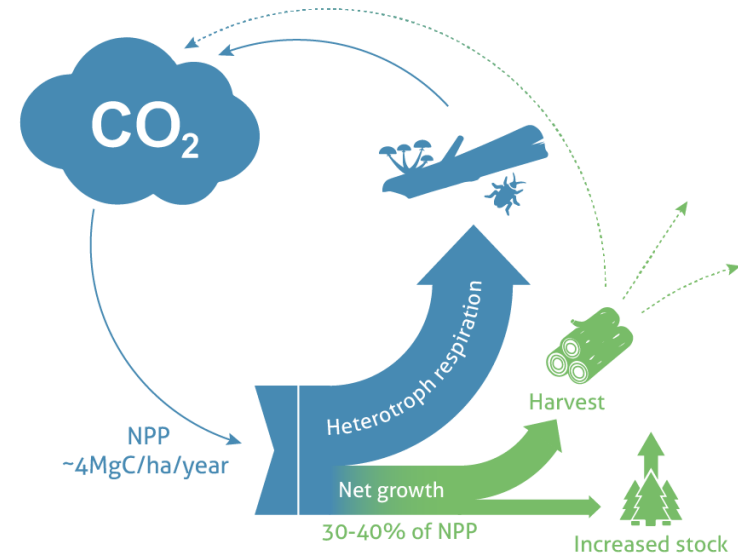 CO₂
Heterotroph respiration
Harvest
NPP
~4MgC/ha/year
Net growth
30-40% of NPP
Increased stock